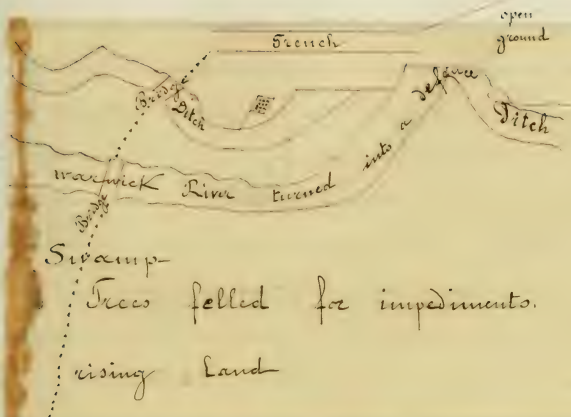 open
ground
Trench
Bridge
Ditch
Ditch
Warwick River turned into a defence
Bridge
Swamp
Trees felled for impediments.
rising Land